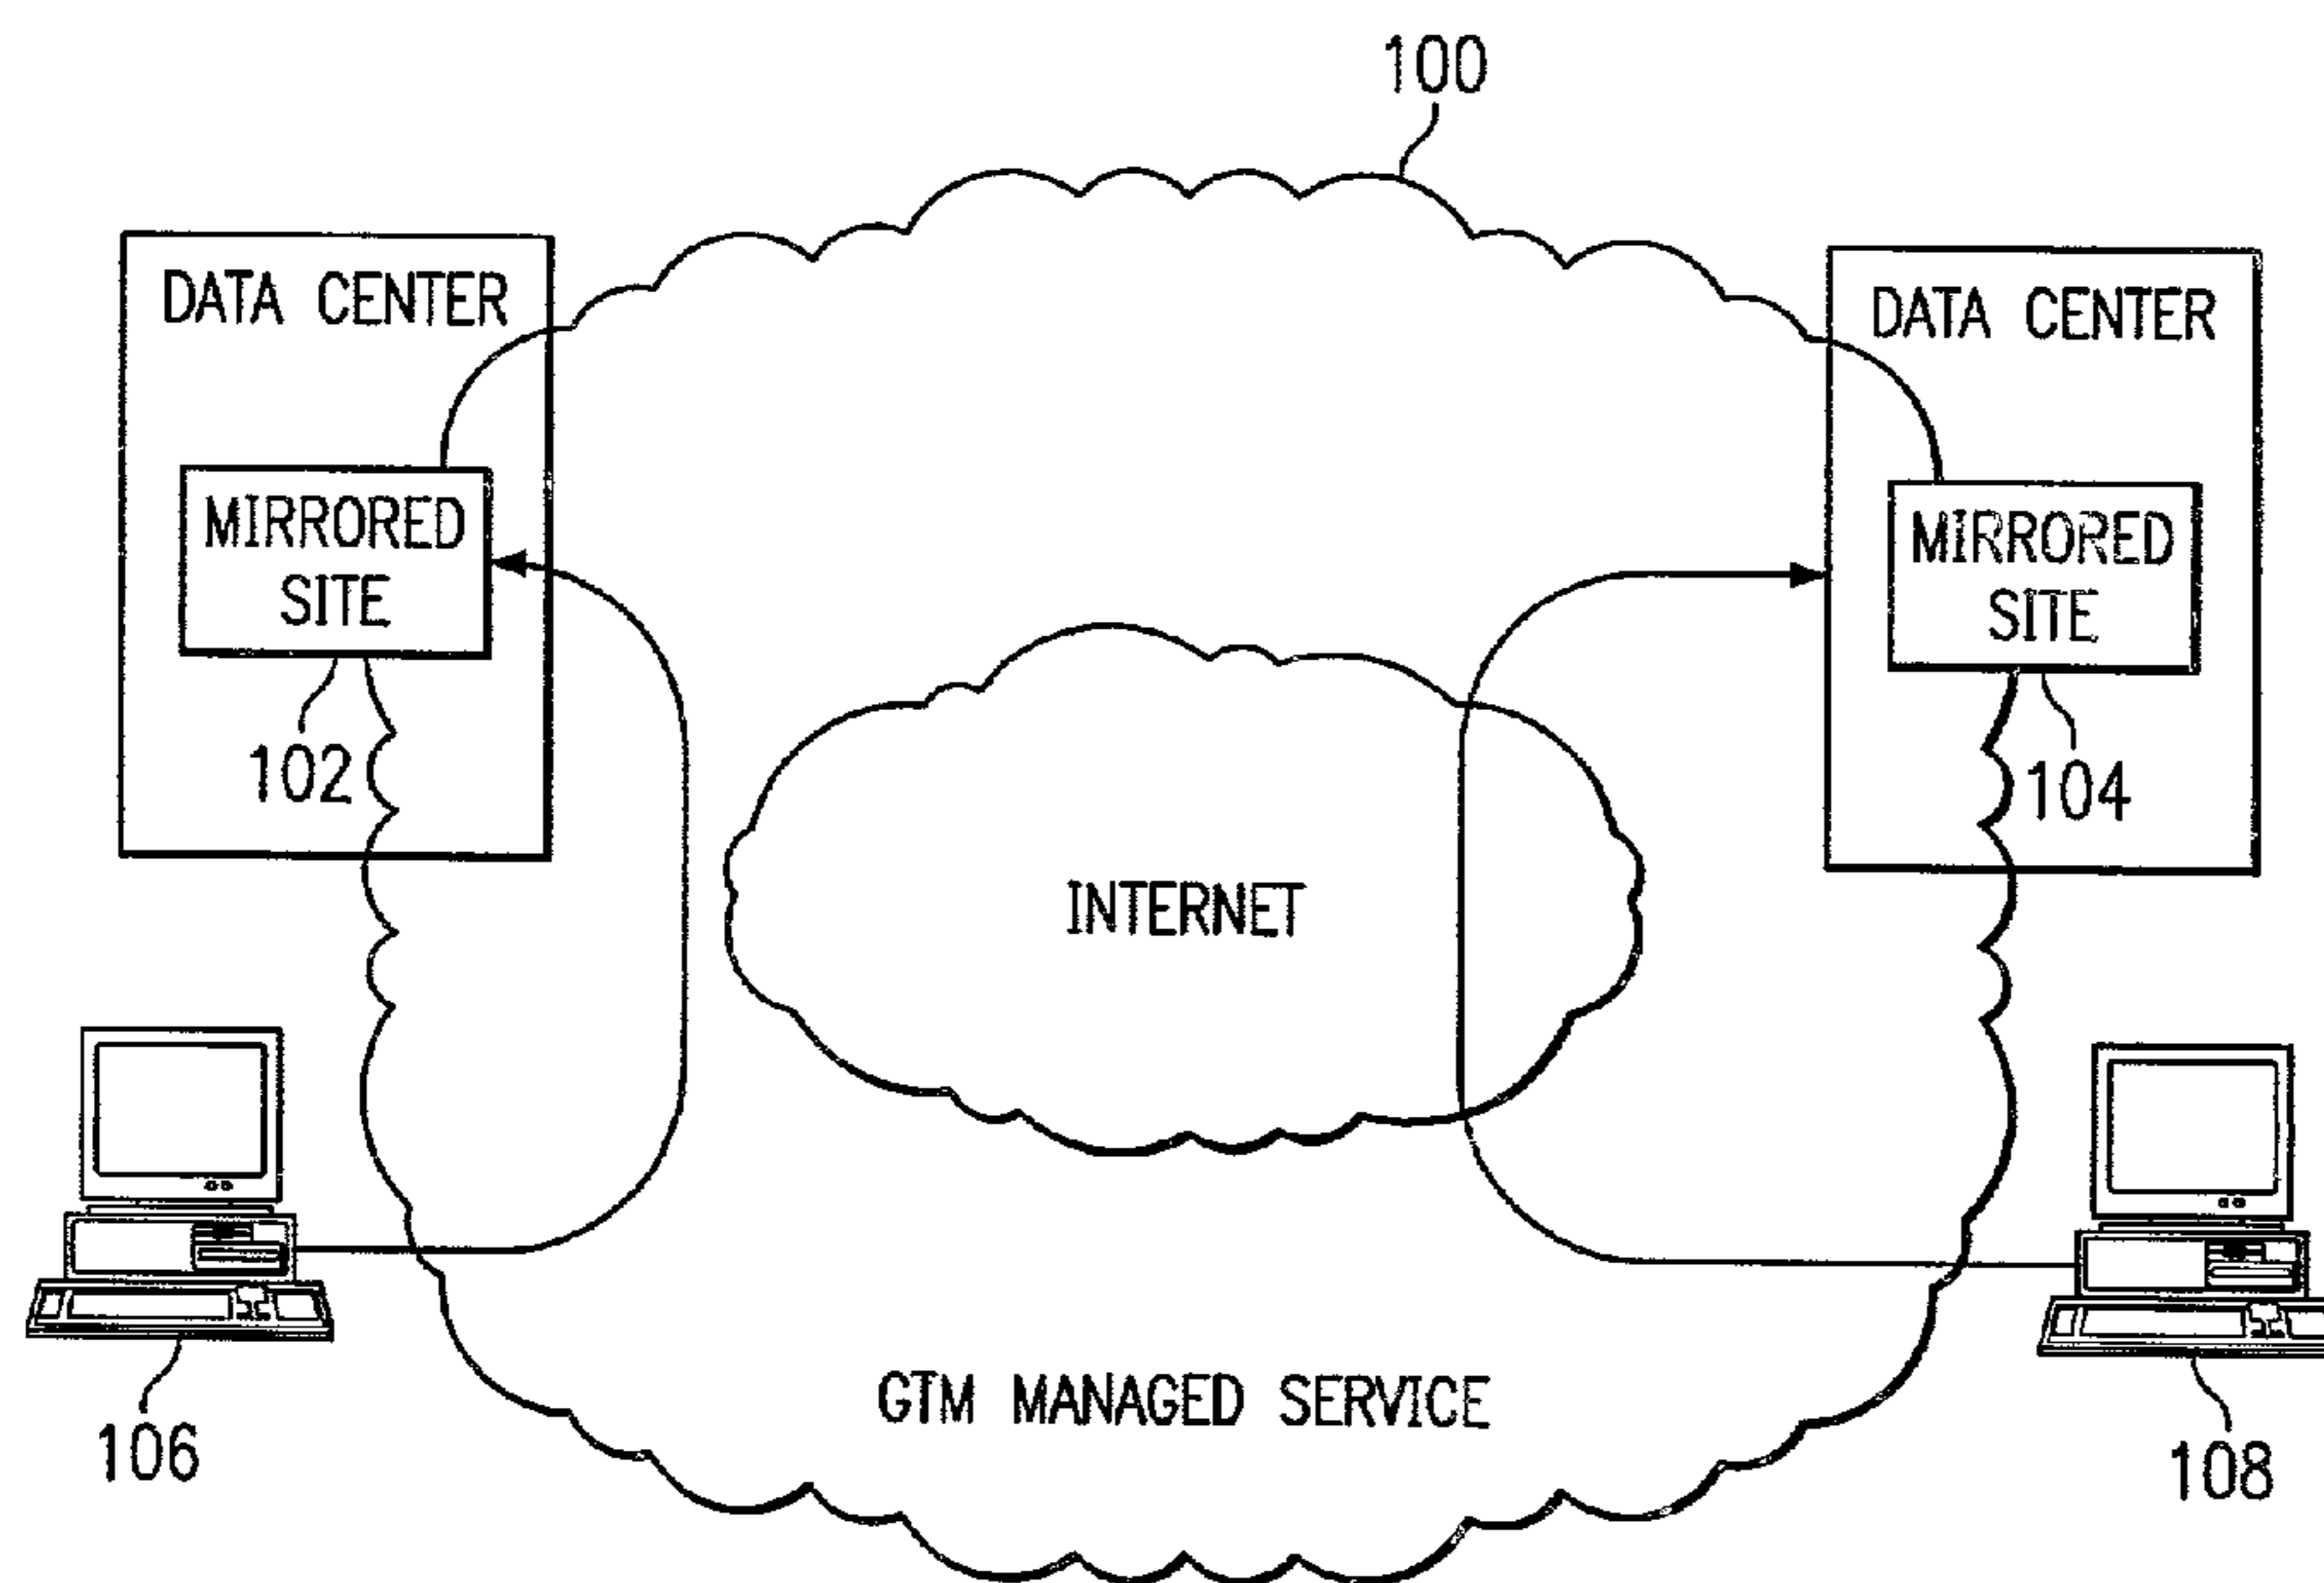 100
DATA CENTER
DATA CENTER
MIRRORED
SITE
MIRRORED
SITE
102
104
INTERNET
GTM MANAGED SERVICE
106
108